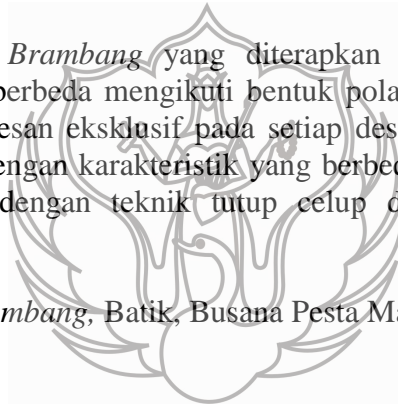 Brambang yang diterapkan
berbeda mengikuti bentuk pola
esan eksklusif pada setiap des
engan karakteristik yang berbed
dengan teknik tutup celup d
mbang, Batik, Busana Pesta Ma